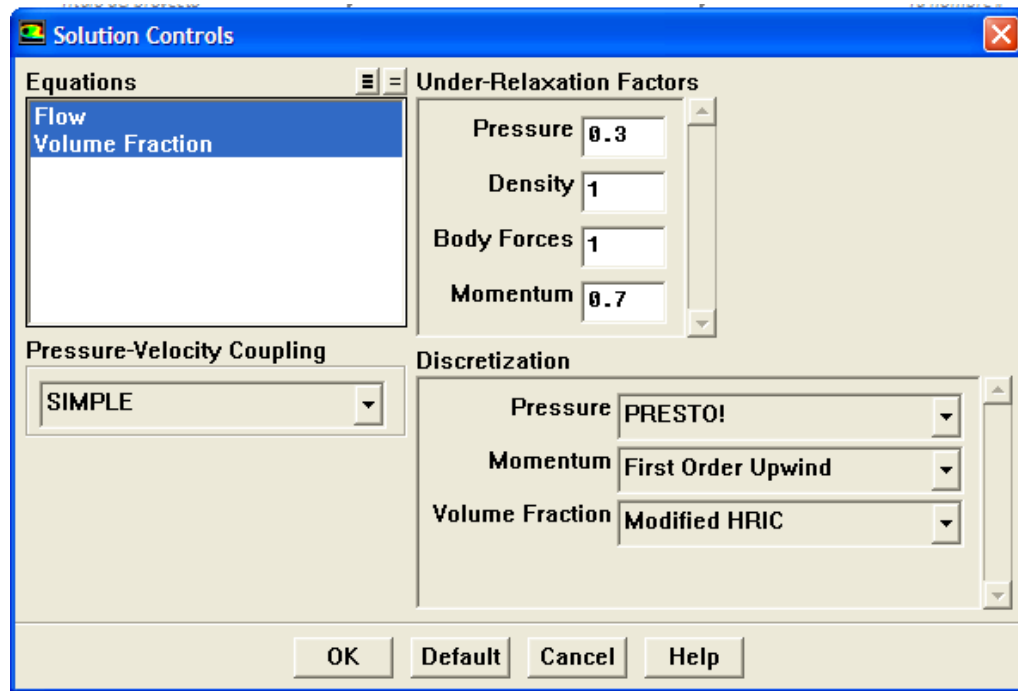 Solution Controls
Equations
Flow
Volume Fraction
Under-Relaxation Factors
Pressure 0.3
Density 1
Body Forces 1
Momentum 0.7
Pressure-Velocity Coupling
SIMPLE
Discretization
Pressure PRESTO!
Momentum First Order Upwind
Volume Fraction Modified HRIC
OK Default Cancel Help